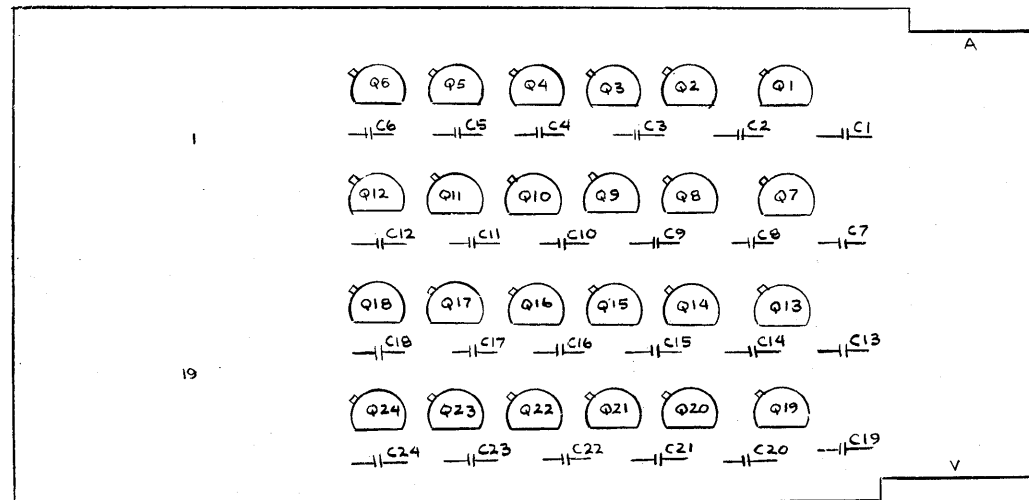 A
Q6 Q5 Q4 Q3 Q2 Q1
C6 C5 C4 C3 C2 C1
1
Q12 Q11 Q10 Q9 Q8 Q7
C12 C11 C10 C9 C8 C7
Q18 Q17 Q16 Q15 Q14 Q13
C18 C17 C16 C15 C14 C13
19
Q24 Q23 Q22 Q21 Q20 Q19
C24 C23 C22 C21 C20 C19
V